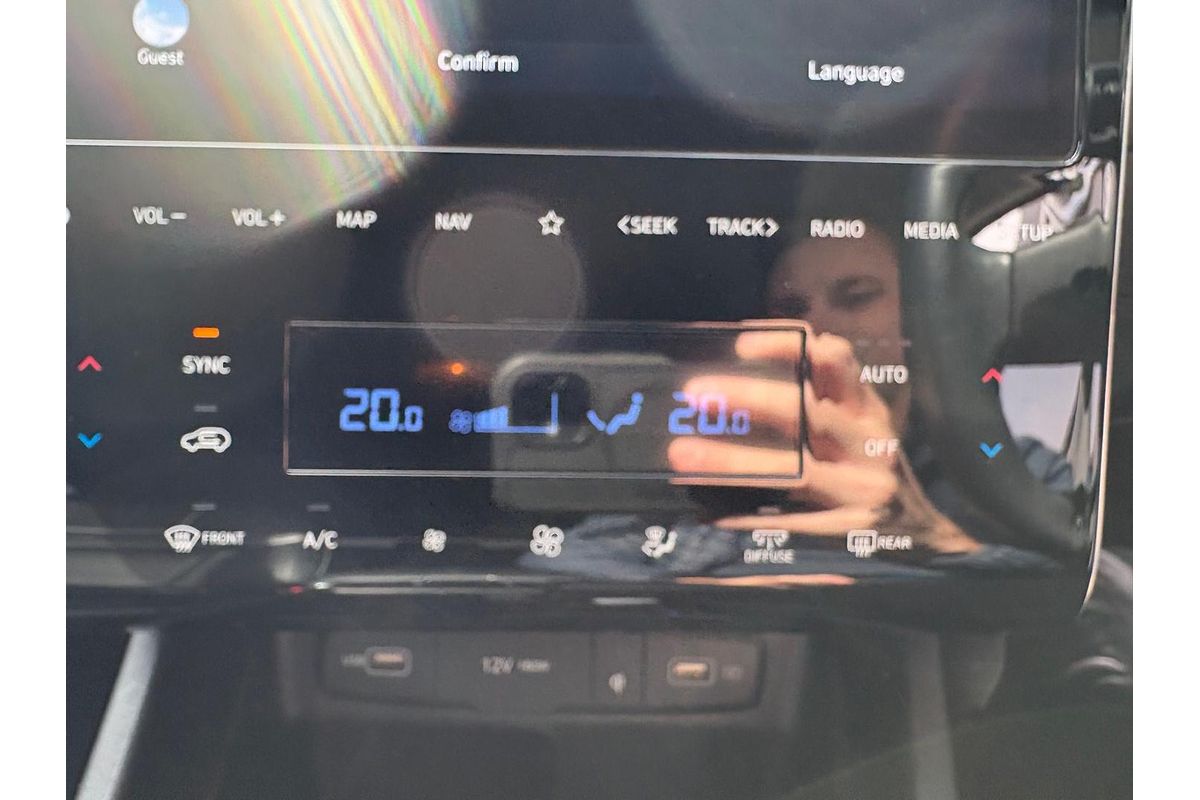 Guest
Confirm
Language
VOL− VOL+ MAP NAV ☆ <SEEK TRACK> RADIO MEDIA SETUP
SYNC
AUTO
20.0 20.0
OFF
FRONT A/C DIFFUSE REAR
12V